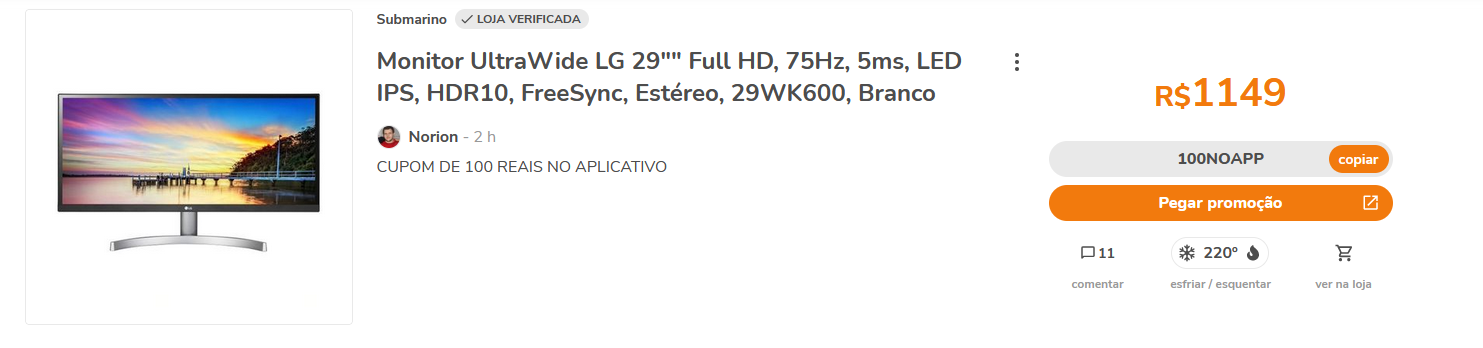 Submarino LOJA VERIFICADA
Monitor UltraWide LG 29"" Full HD, 75Hz, 5ms, LED
IPS, HDR10, FreeSync, Estéreo, 29WK600, Branco
Norion - 2 h
CUPOM DE 100 REAIS NO APLICATIVO
R$1149
100NOAPP copiar
Pegar promoção
11 220° 
comentar esfriar / esquentar ver na loja